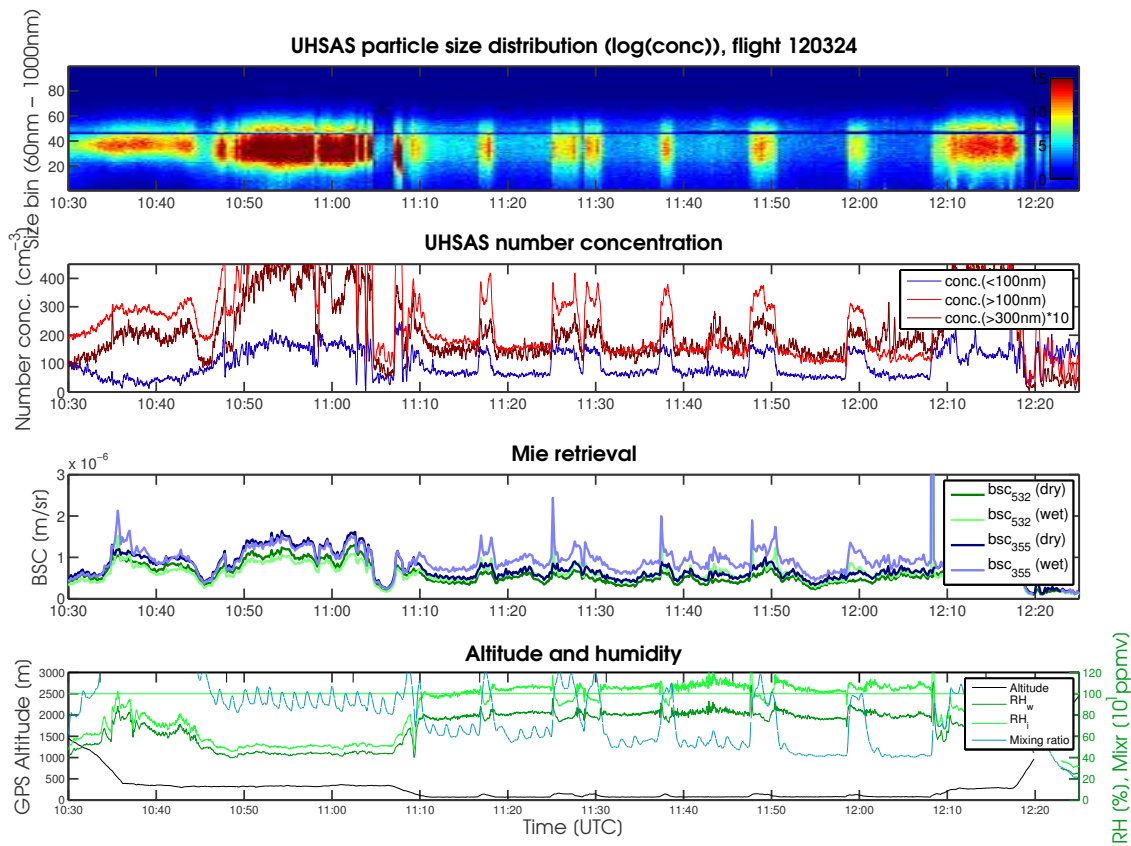 UHSAS particle size distribution (log(conc)), flight 120324
Size bin (60nm − 1000nm)
80
60
40
20
15
10
5
0
10:30 10:40 10:50 11:00 11:10 11:20 11:30 11:40 11:50 12:00 12:10 12:20
UHSAS number concentration
Number conc. (cm−3)
400
300
200
100
0
conc.(<100nm)
conc.(>100nm)
conc.(>300nm)*10
10:30 10:40 10:50 11:00 11:10 11:20 11:30 11:40 11:50 12:00 12:10 12:20
Mie retrieval
x 10−6
BSC (m/sr)
3
2
1
0
bsc532 (dry)
bsc532 (wet)
bsc355 (dry)
bsc355 (wet)
10:30 10:40 10:50 11:00 11:10 11:20 11:30 11:40 11:50 12:00 12:10 12:20
Altitude and humidity
GPS Altitude (m)
3000
2500
2000
1500
1000
500
0
Altitude
RHw
RHi
Mixing ratio
120
100
80
60
40
20
0
RH (%), Mixr (101ppmv)
10:30 10:40 10:50 11:00 11:10 11:20 11:30 11:40 11:50 12:00 12:10 12:20
Time (UTC)